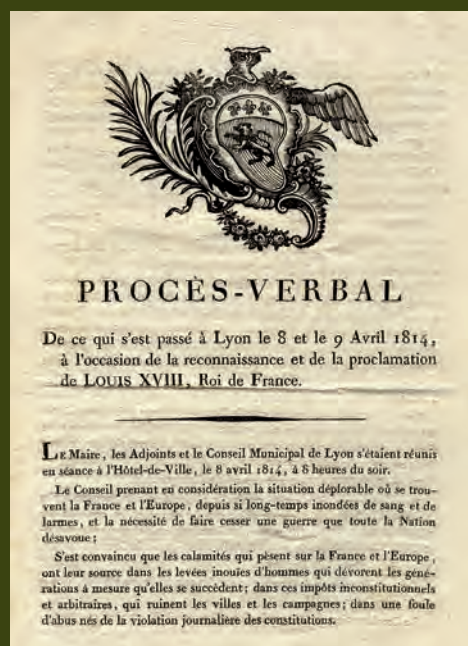 PROCÈS-VERBAL
De ce qui s'est passé à Lyon le 8 et le 9 Avril 1814,
à l'occasion de la reconnaissance et de la proclamation
de LOUIS XVIII, Roi de France.
LE Maire, les Adjoints et le Conseil Municipal de Lyon s'étaient réunis
en séance à l'Hôtel-de-Ville, le 8 avril 1814, à 8 heures du soir.
Le Conseil prenant en considération la situation déplorable où se trou-
vent la France et l'Europe, depuis si long-temps inondées de sang et de
larmes, et la nécessité de faire cesser une guerre que toute la Nation
désavoue;
S'est convaincu que les calamités qui pèsent sur la France et l'Europe,
ont leur source dans les levées inouïes d'hommes qui dévorent les géné-
rations à mesure qu'elles se succèdent; dans ces impôts inconstitutionnels
et arbitraires, qui ruinent les villes et les campagnes; dans une foule
d'abus nés de la violation journalière des constitutions.